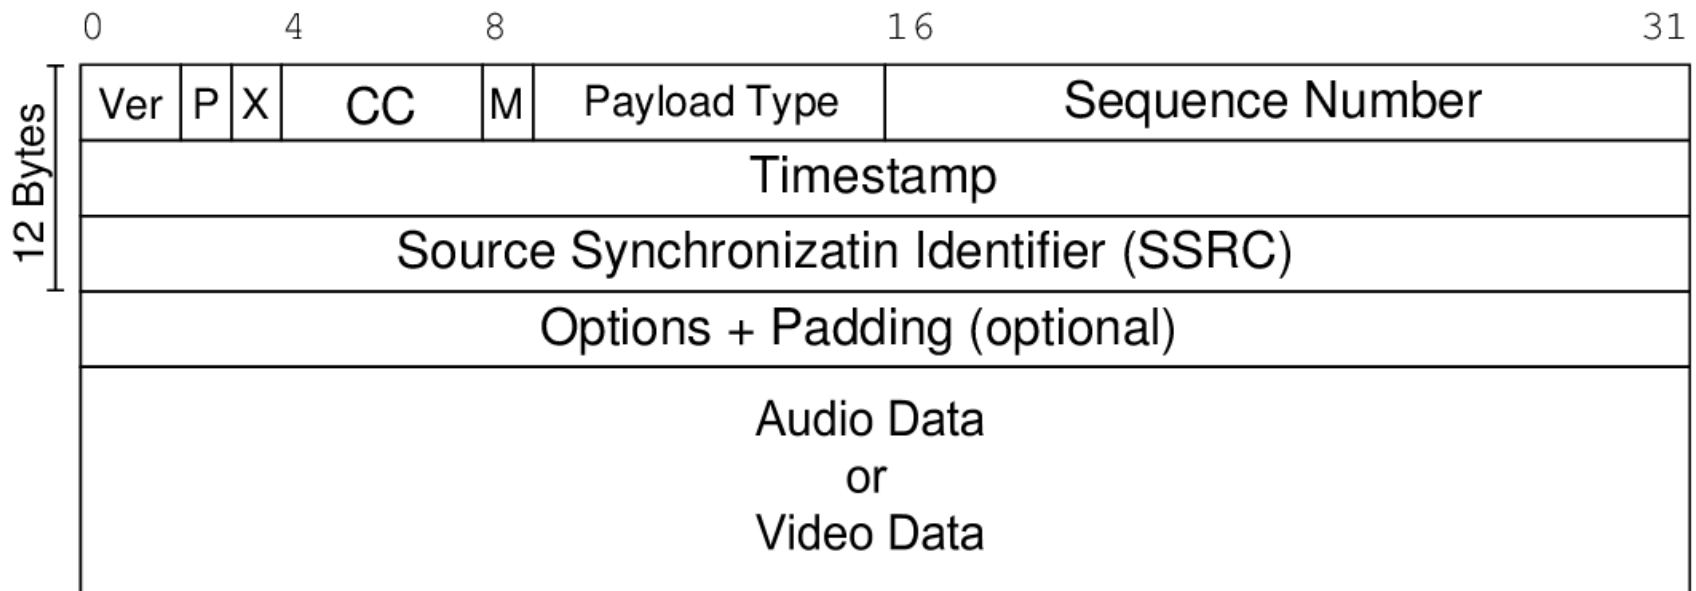 0 4 8 16 31
Ver P X CC M Payload Type Sequence Number
12 Bytes
Timestamp
Source Synchronizatin Identifier (SSRC)
Options + Padding (optional)
Audio Data
or
Video Data